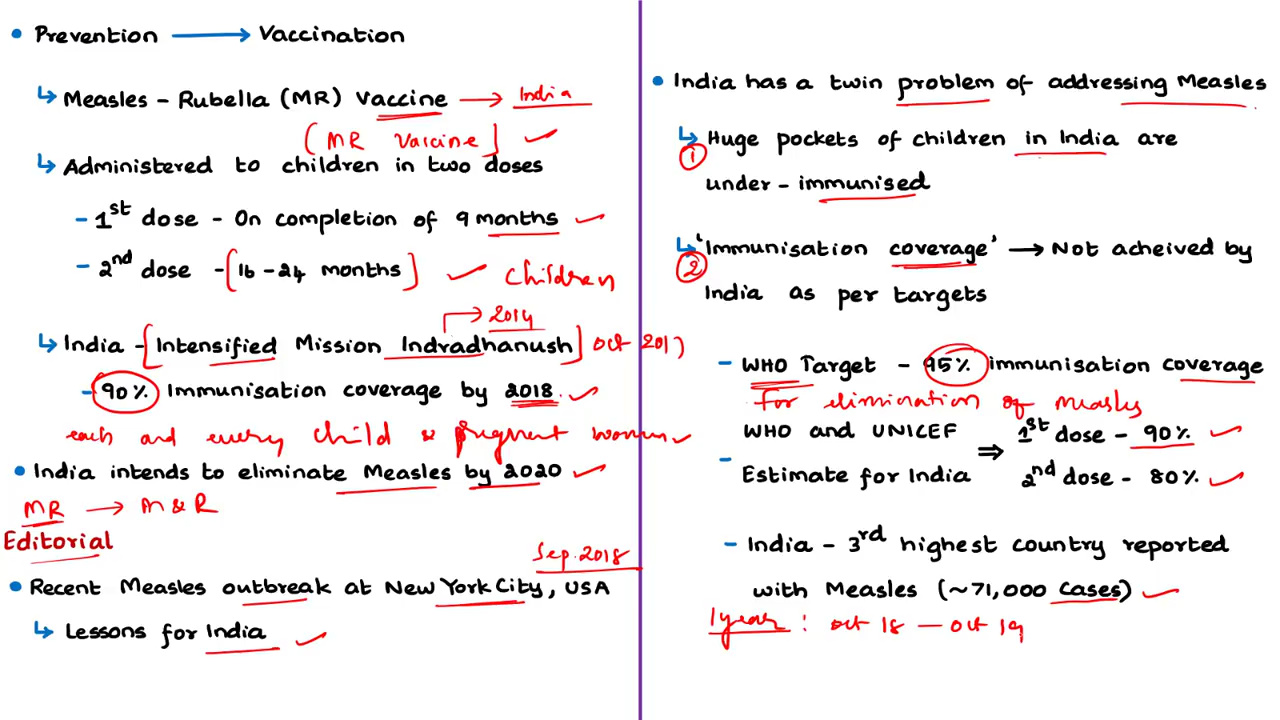 • Prevention → Vaccination
↳ Measles - Rubella (MR) Vaccine → India
(MR Vaccine] ✓
↳ Administered to children in two doses
- 1st dose - On completion of 9 months ✓
- 2nd dose - [16 - 24 months] ✓ Children
→ 2014
↳ India - [Intensified Mission Indradhanush] Oct 2017
- 90% Immunisation coverage by 2018. ✓
each and every child & pregnent women ✓
• India intends to eliminate Measles by 2020 ✓
MR → M & R
Editorial
Sep. 2018
• Recent Measles outbreak at New York City, USA
↳ Lessons for India ✓
• India has a twin problem of addressing Measles
↳ Huge pockets of children in India are
① under - immunised
↳ 'Immunisation coverage' → Not acheived by
② India as per targets
- WHO Target - 95% immunisation coverage
for elimination of measles
- WHO and UNICEF Estimate for India ⇒ 1st dose - 90% ✓
2nd dose - 80% ✓
- India - 3rd highest country reported
with Measles (~71,000 cases) ✓
1 year : Oct 18 - Oct 19